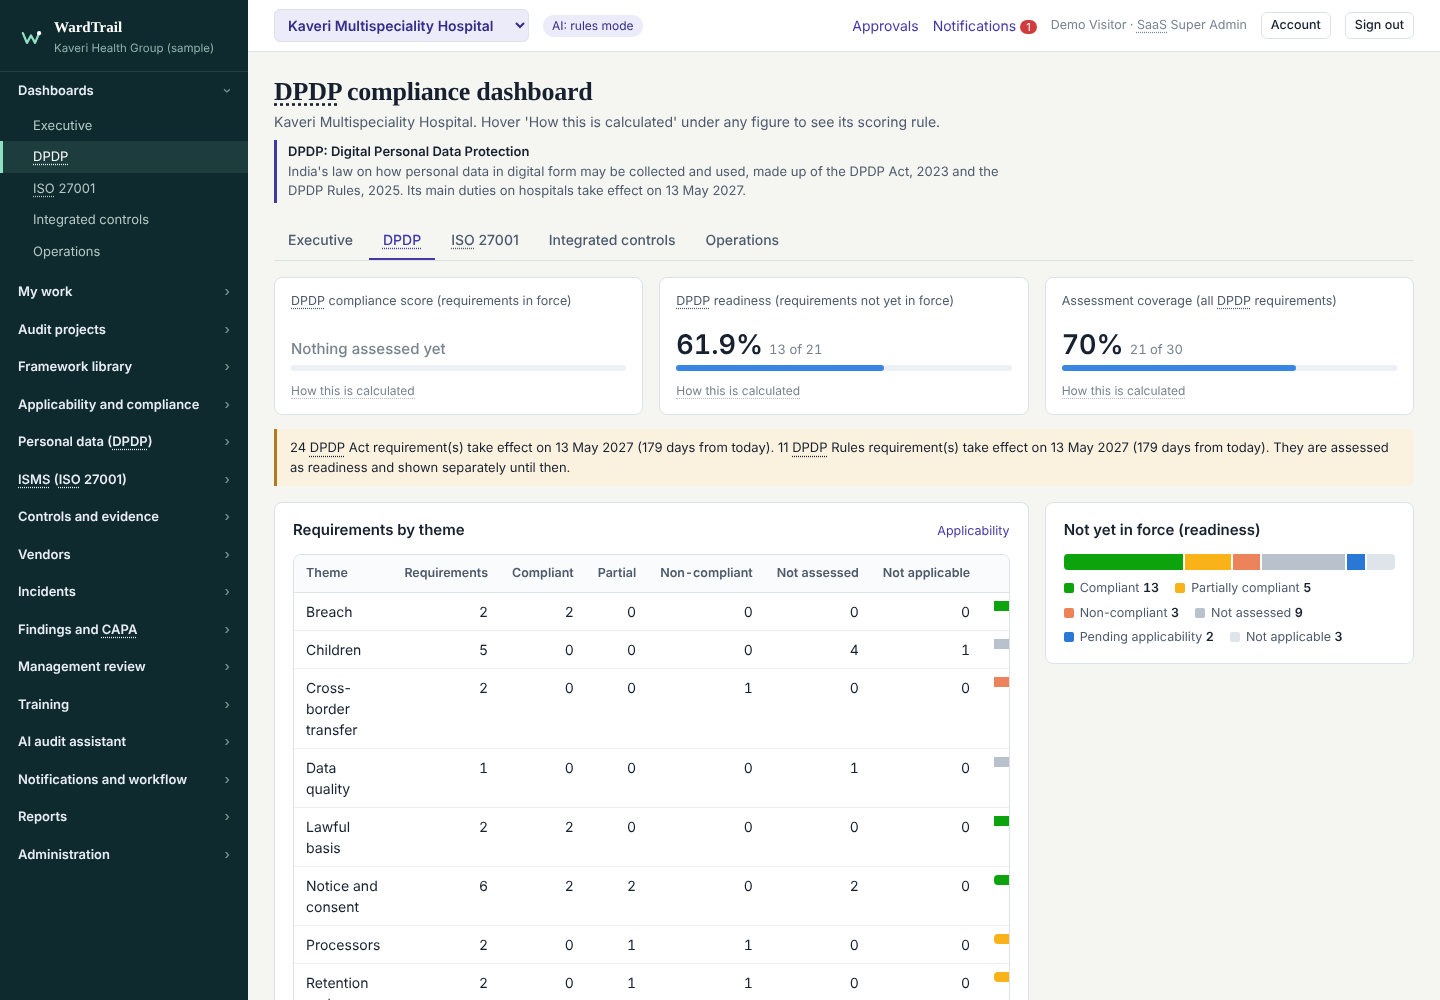 WardTrail
Kaveri Health Group (sample)
Dashboards
Executive
DPDP
ISO 27001
Integrated controls
Operations
My work
Audit projects
Framework library
Applicability and compliance
Personal data (DPDP)
ISMS (ISO 27001)
Controls and evidence
Vendors
Incidents
Findings and CAPA
Management review
Training
AI audit assistant
Notifications and workflow
Reports
Administration
Kaveri Multispeciality Hospital
AI: rules mode
Approvals
Notifications 1
Demo Visitor · SaaS Super Admin
Account
Sign out
DPDP compliance dashboard
Kaveri Multispeciality Hospital. Hover 'How this is calculated' under any figure to see its scoring rule.
DPDP: Digital Personal Data Protection
India's law on how personal data in digital form may be collected and used, made up of the DPDP Act, 2023 and the
DPDP Rules, 2025. Its main duties on hospitals take effect on 13 May 2027.
Executive DPDP ISO 27001 Integrated controls Operations
DPDP compliance score (requirements in force)
Nothing assessed yet
How this is calculated
DPDP readiness (requirements not yet in force)
61.9% 13 of 21
How this is calculated
Assessment coverage (all DPDP requirements)
70% 21 of 30
How this is calculated
24 DPDP Act requirement(s) take effect on 13 May 2027 (179 days from today). 11 DPDP Rules requirement(s) take effect on 13 May 2027 (179 days from today). They are assessed
as readiness and shown separately until then.
Requirements by theme
Applicability
Theme Requirements Compliant Partial Non-compliant Not assessed Not applicable
Breach 2 2 0 0 0 0
Children 5 0 0 0 4 1
Cross-
border
transfer
2 0 0 1 0 0
Data
quality
1 0 0 0 1 0
Lawful
basis
2 2 0 0 0 0
Notice and
consent
6 2 2 0 2 0
Processors 2 0 1 1 0 0
Retention
2 0 1 1 0 0
Not yet in force (readiness)
Compliant 13 Partially compliant 5
Non-compliant 3 Not assessed 9
Pending applicability 2 Not applicable 3